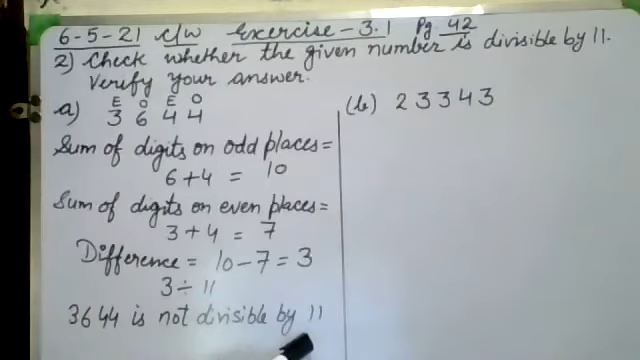 6-5-21 C/W Exercise-3.1 Pg. 42
2) Check whether the given number is divisible by 11.
Verify your answer.
a) 3 6 4 4
E O E O
Sum of digits on odd places=
6+4 = 10
Sum of digits on even places=
3+4 = 7
Difference = 10-7=3
3÷11
3644 is not divisible by 11
(b) 2 3 3 4 3